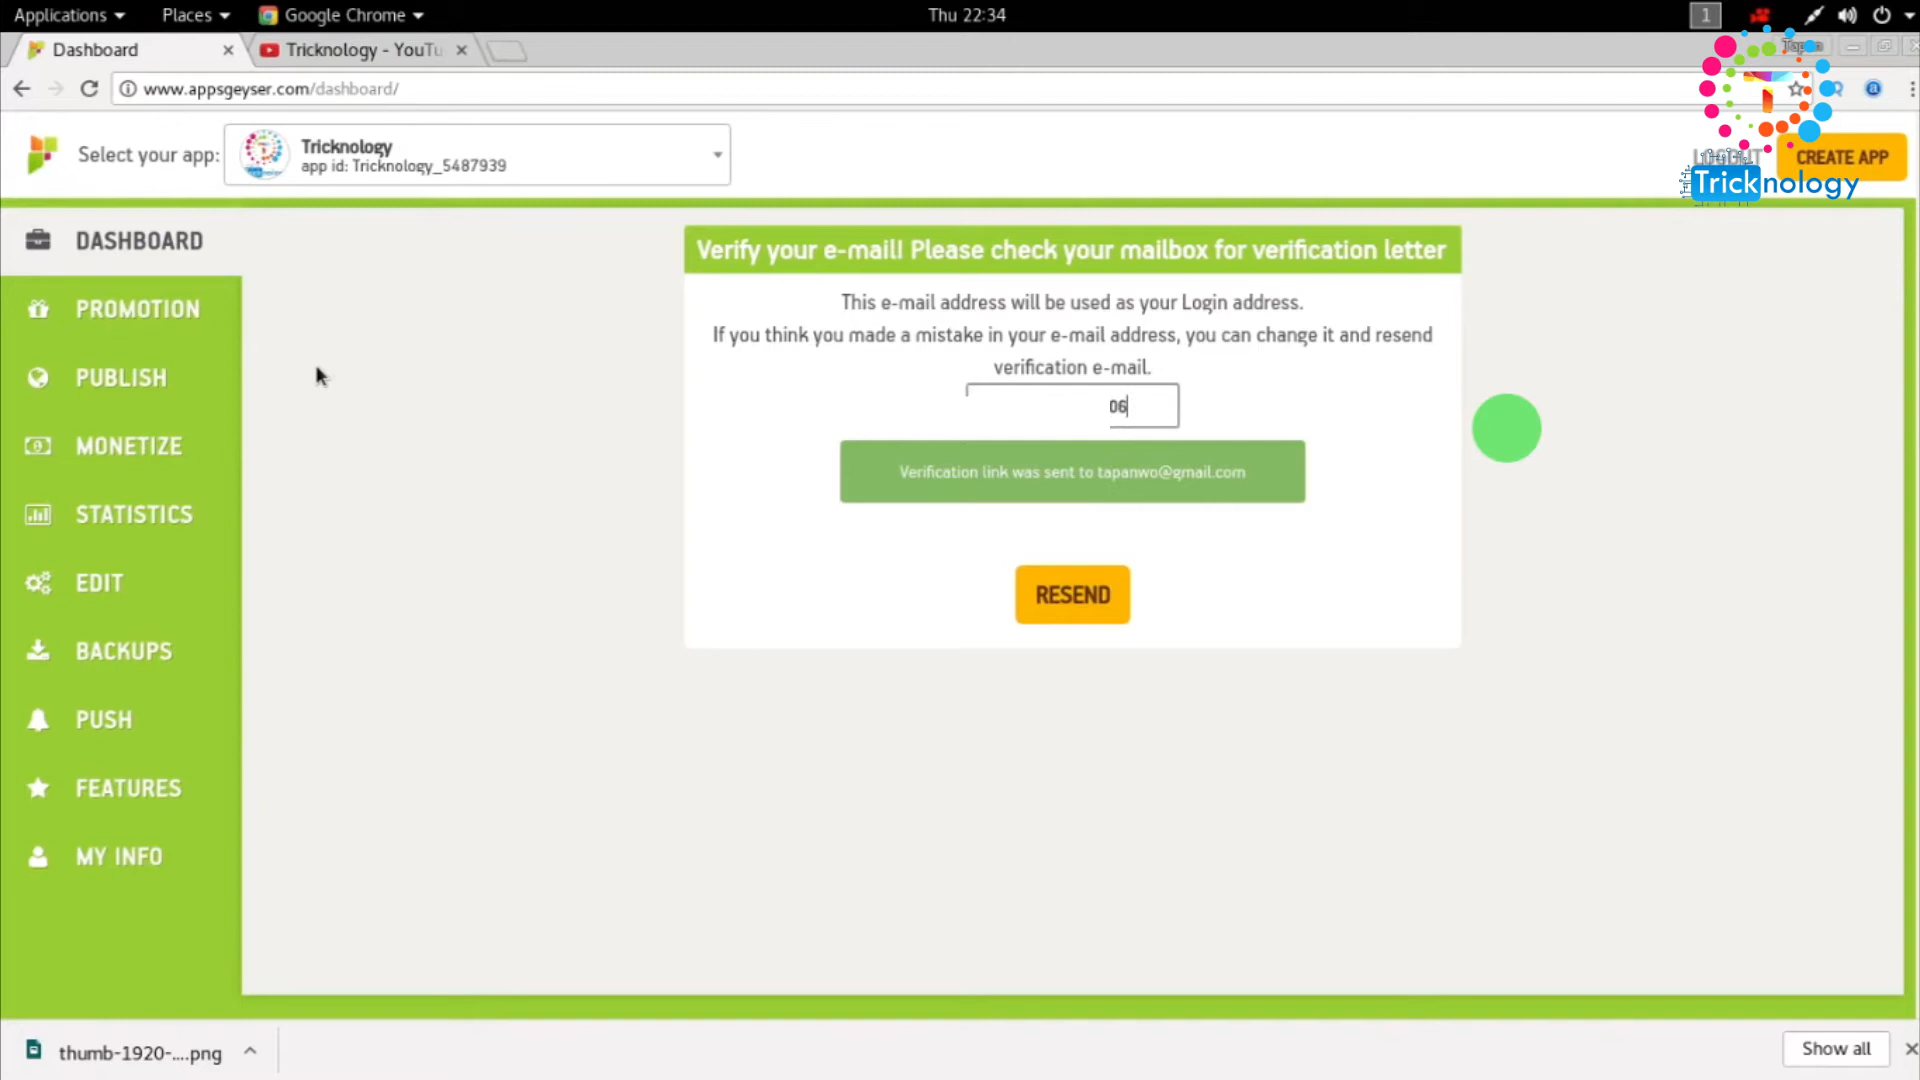 Applications
Places
Google Chrome
Thu 22:34
1
Dashboard
Tricknology - YouTu
www.appsgeyser.com/dashboard/
Select your app:
Tricknology
app id: Tricknology_5487939
LOGOUT
CREATE APP
Tricknology
DASHBOARD
PROMOTION
PUBLISH
MONETIZE
STATISTICS
EDIT
BACKUPS
PUSH
FEATURES
MY INFO
Verify your e-mail! Please check your mailbox for verification letter
This e-mail address will be used as your Login address.
If you think you made a mistake in your e-mail address, you can change it and resend
verification e-mail.
06
Verification link was sent to tapanwo@gmail.com
RESEND
thumb-1920-....png
Show all